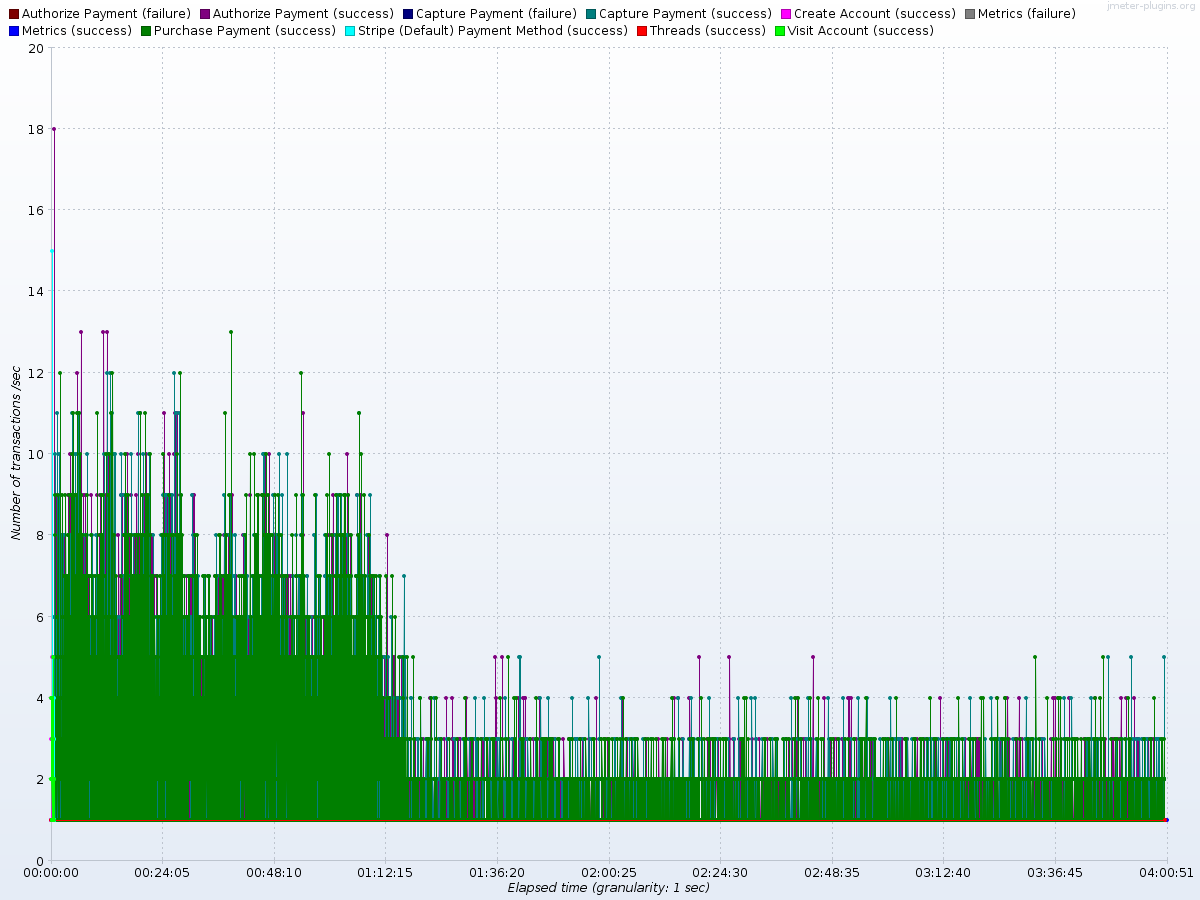 Authorize Payment (failure) Authorize Payment (success) Capture Payment (failure) Capture Payment (success) Create Account (success) Metrics (failure)
jmeter-plugins.org
Metrics (success) Purchase Payment (success) Stripe (Default) Payment Method (success) Threads (success) Visit Account (success)
20
18
16
14
12
10
8
6
4
2
0
Number of transactions /sec
00:00:00 00:24:05 00:48:10 01:12:15 01:36:20 02:00:25 02:24:30 02:48:35 03:12:40 03:36:45 04:00:51
Elapsed time (granularity: 1 sec)